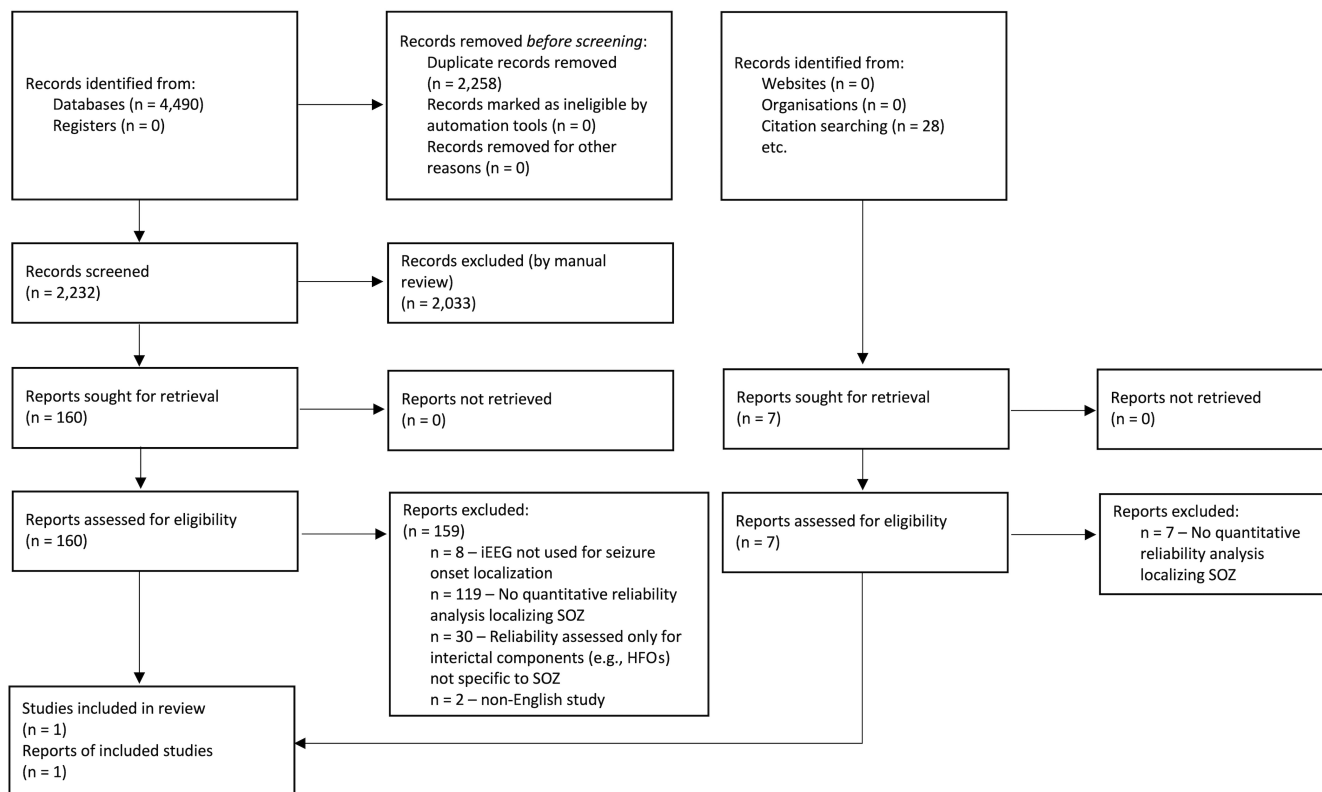 Records identified from:
Databases (n = 4,490)
Registers (n = 0)
Records removed before screening:
Duplicate records removed
(n = 2,258)
Records marked as ineligible by
automation tools (n = 0)
Records removed for other
reasons (n = 0)
Records identified from:
Websites (n = 0)
Organisations (n = 0)
Citation searching (n = 28)
etc.
Records screened
(n = 2,232)
Records excluded (by manual
review)
(n = 2,033)
Reports sought for retrieval
(n = 160)
Reports not retrieved
(n = 0)
Reports sought for retrieval
(n = 7)
Reports not retrieved
(n = 0)
Reports assessed for eligibility
(n = 160)
Reports excluded:
(n = 159)
n = 8 – iEEG not used for seizure
onset localization
n = 119 – No quantitative reliability
analysis localizing SOZ
n = 30 – Reliability assessed only for
interictal components (e.g., HFOs)
not specific to SOZ
n = 2 – non-English study
Reports assessed for eligibility
(n = 7)
Reports excluded:
n = 7 – No quantitative
reliability analysis
localizing SOZ
Studies included in review
(n = 1)
Reports of included studies
(n = 1)